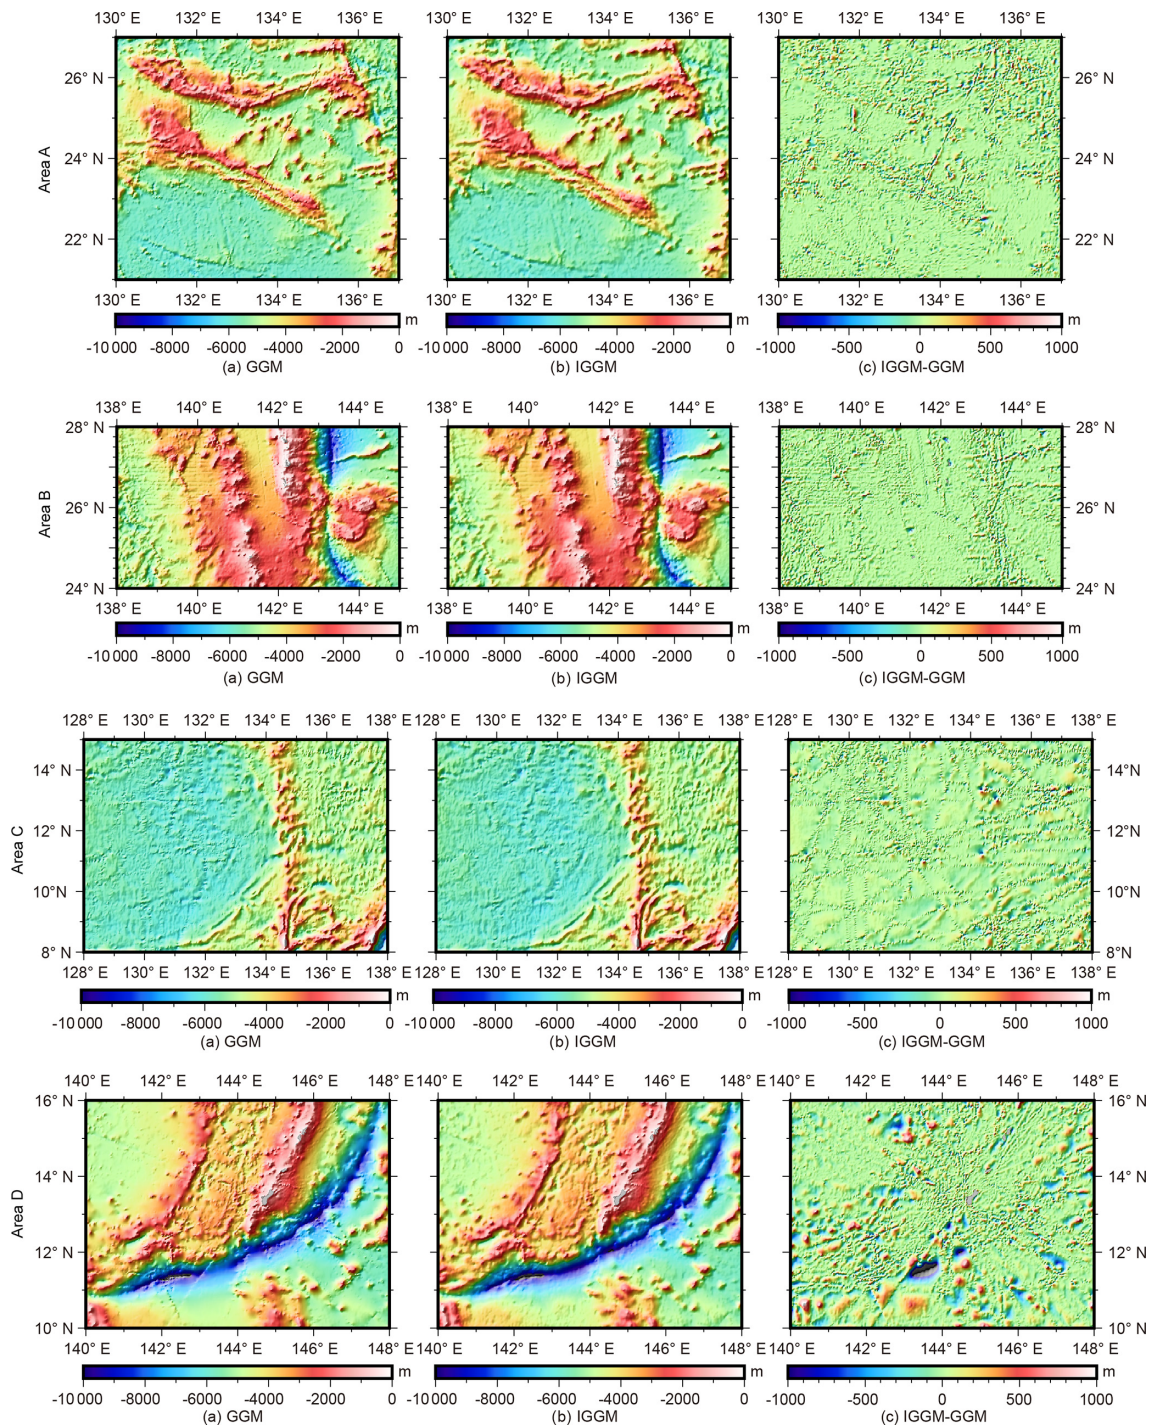 130° E 132° E 134° E 136° E 130° E 132° E 134° E 136° E 130° E 132° E 134° E 136° E
26° N 26° N
24° N 24° N
22° N 22° N
Area A
130° E 132° E 134° E 136° E 130° E 132° E 134° E 136° E 130° E 132° E 134° E 136° E
m m m
-10 000 -8000 -6000 -4000 -2000 0 -10 000 -8000 -6000 -4000 -2000 0 -1000 -500 0 500 1000
(a) GGM (b) IGGM (c) IGGM-GGM
138° E 140° E 142° E 144° E 138° E 140° 142° E 144° E 138° E 140° E 142° E 144° E
28° N 28° N
26° N 26° N
24° N 24° N
Area B
138° E 140° E 142° E 144° E 138° E 140° E 142° E 144° E 138° E 140° E 142° E 144° E
m m m
-10 000 -8000 -6000 -4000 -2000 0 -10 000 -8000 -6000 -4000 -2000 0 -1000 -500 0 500 1000
(a) GGM (b) IGGM (c) IGGM-GGM
128° E 130° E 132° E 134° E 136° E 138° E 128° E 130° E 132° E 134° E 136° E 138° E 128° E 130° E 132° E 134° E 136° E 138° E
14° N 14°N
12° N 12°N
10° N 10°N
8° N 8°N
Area C
128° E 130° E 132° E 134° E 136° E 138° E 128° E 130° E 132° E 134° E 136° E 138° E 128° E 130° E 132° E 134° E 136° E 138° E
m m m
-10 000 -8000 -6000 -4000 -2000 0 -10 000 -8000 -6000 -4000 -2000 0 -1000 -500 0 500 1000
(a) GGM (b) IGGM (c) IGGM-GGM
140° E 142° E 144° E 146° E 148° E 140° E 142° E 144° E 146° E 148° E 140° E 142° E 144° E 146° E 148° E
16° N 16° N
14° N 14° N
12° N 12° N
10° N 10° N
Area D
140° E 142° E 144° E 146° E 148° E 140° E 142° E 144° E 146° E 148° E 140° E 142° E 144° E 146° E 148° E
m m m
-10 000 -8000 -6000 -4000 -2000 0 -10 000 -8000 -6000 -4000 -2000 0 -1000 -500 0 500 1000
(a) GGM (b) IGGM (c) IGGM-GGM